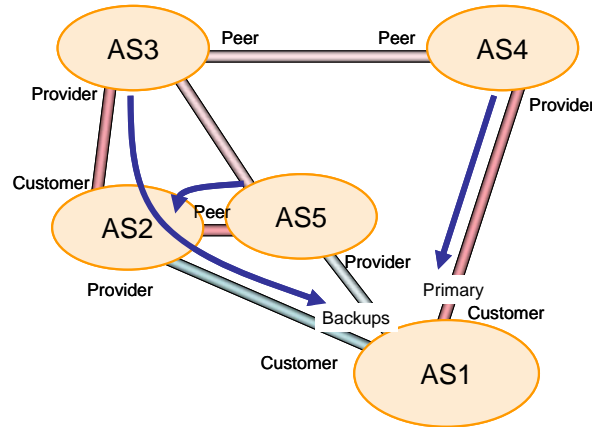 Peer
Peer
AS3
AS4
Provider
Provider
Customer
Peer
AS2
AS5
Provider
Provider
Primary
Backups
Customer
Customer
AS1